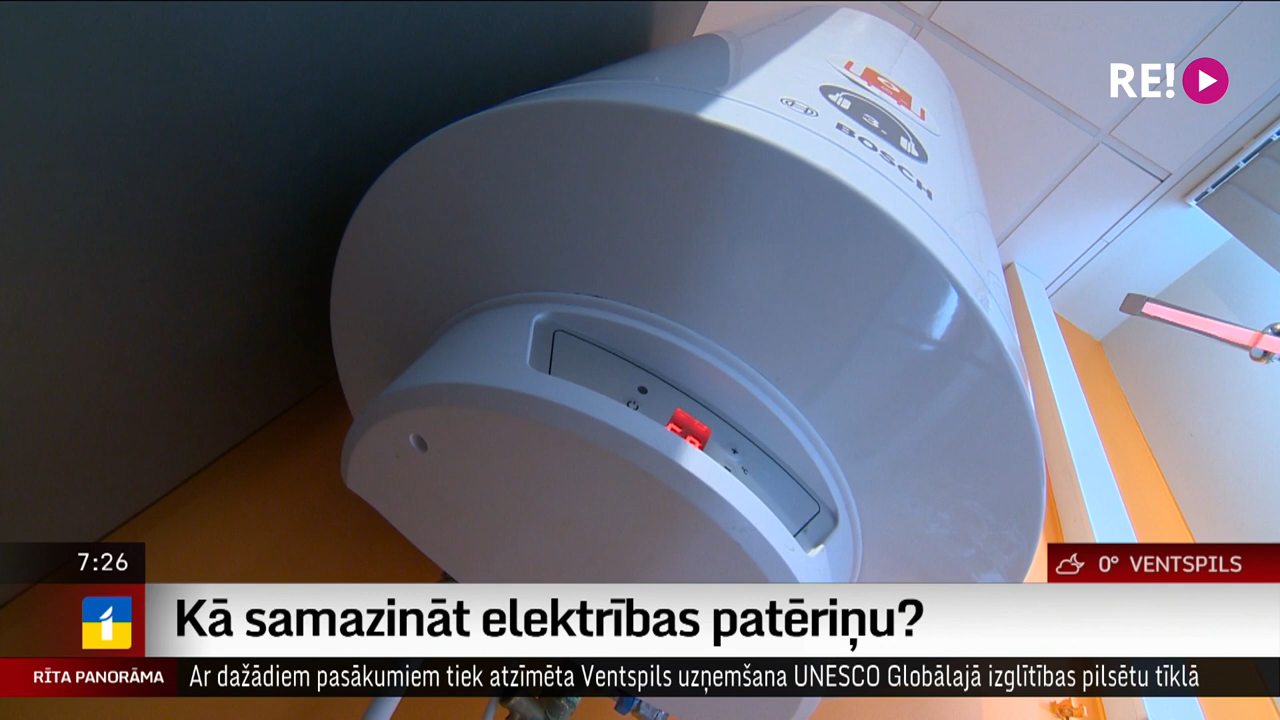 RE!
BOSCH
7:26
0° VENTSPILS
1
Kā samazināt elektrības patēriņu?
RĪTA PANORĀMA
Ar dažādiem pasākumiem tiek atzīmēta Ventspils uzņemšana UNESCO Globālajā izglītības pilsētu tīklā